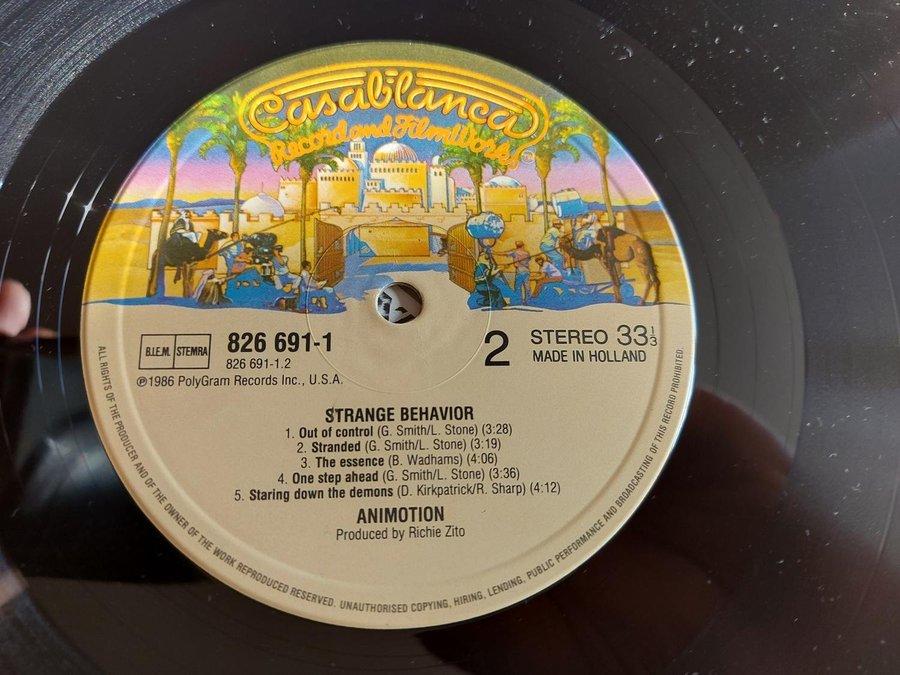 Casablanca
Record and FilmWorks
B.I.E.M. STEMRA
826 691-1
826 691-1.2
℗1986 PolyGram Records Inc., U.S.A.
2
STEREO 33 1/3
MADE IN HOLLAND
STRANGE BEHAVIOR
1. Out of control (G. Smith/L. Stone) (3:28)
2. Stranded (G. Smith/L. Stone) (3:19)
3. The essence (B. Wadhams) (4:06)
4. One step ahead (G. Smith/L. Stone) (3:36)
5. Staring down the demons (D. Kirkpatrick/R. Sharp) (4:12)
ANIMOTION
Produced by Richie Zito
ALL RIGHTS OF THE PRODUCER AND OF THE OWNER OF THE WORK REPRODUCED RESERVED. UNAUTHORISED COPYING, HIRING, LENDING, PUBLIC PERFORMANCE AND BROADCASTING OF THIS RECORD PROHIBITED.